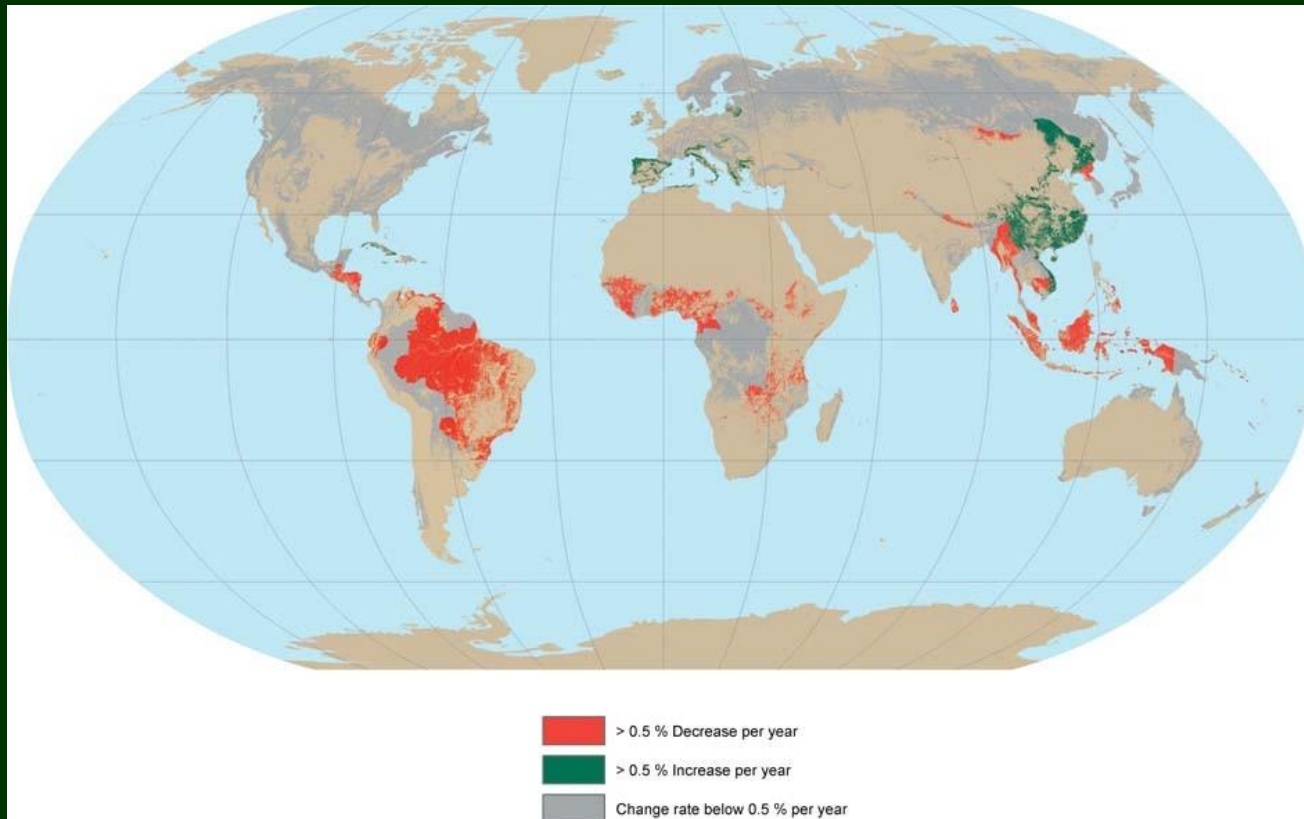 > 0.5 % Decrease per year
> 0.5 % Increase per year
Change rate below 0.5 % per year